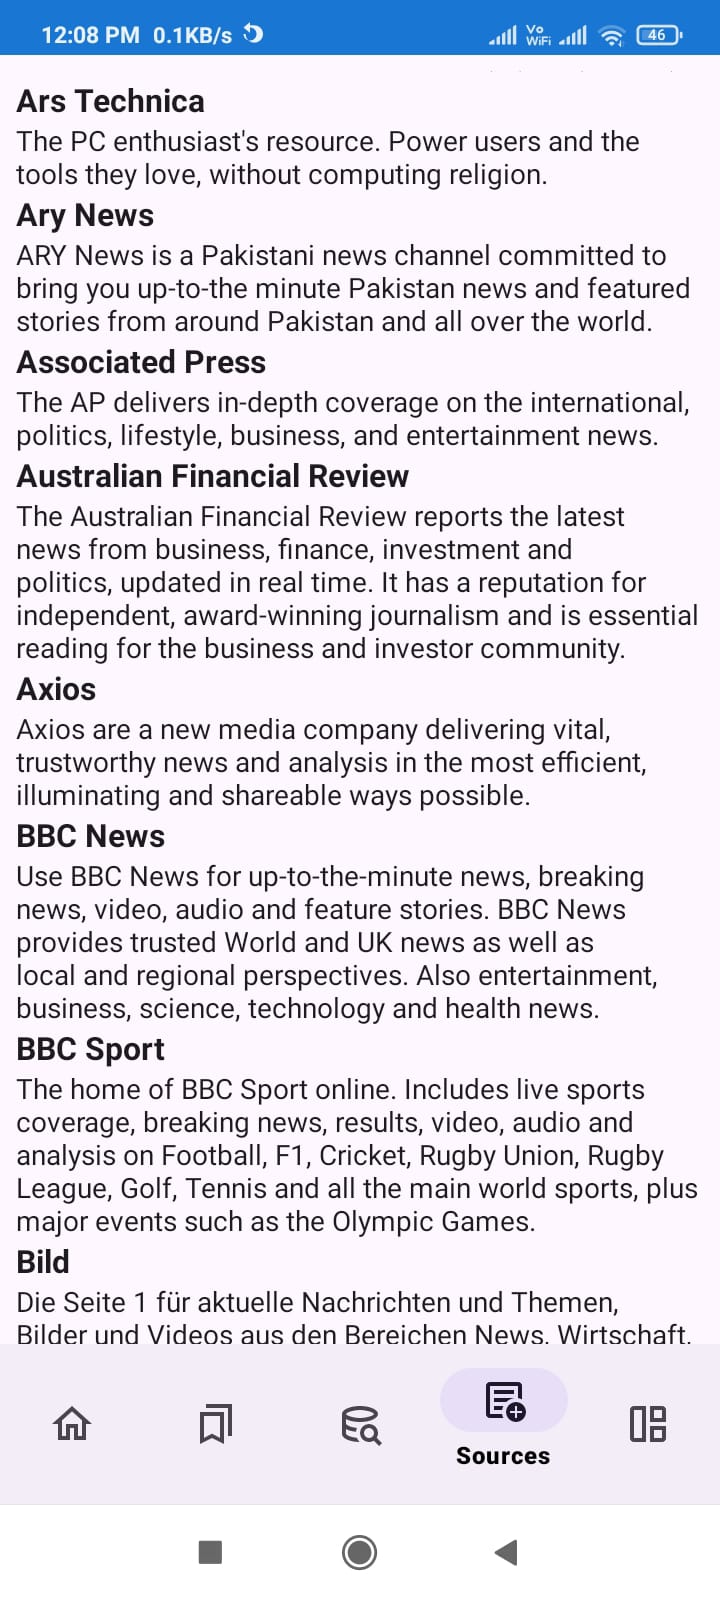 12:08 PM 0.1KB/s
Vo WiFi
46
Ars Technica
The PC enthusiast's resource. Power users and the
tools they love, without computing religion.
Ary News
ARY News is a Pakistani news channel committed to
bring you up-to-the minute Pakistan news and featured
stories from around Pakistan and all over the world.
Associated Press
The AP delivers in-depth coverage on the international,
politics, lifestyle, business, and entertainment news.
Australian Financial Review
The Australian Financial Review reports the latest
news from business, finance, investment and
politics, updated in real time. It has a reputation for
independent, award-winning journalism and is essential
reading for the business and investor community.
Axios
Axios are a new media company delivering vital,
trustworthy news and analysis in the most efficient,
illuminating and shareable ways possible.
BBC News
Use BBC News for up-to-the-minute news, breaking
news, video, audio and feature stories. BBC News
provides trusted World and UK news as well as
local and regional perspectives. Also entertainment,
business, science, technology and health news.
BBC Sport
The home of BBC Sport online. Includes live sports
coverage, breaking news, results, video, audio and
analysis on Football, F1, Cricket, Rugby Union, Rugby
League, Golf, Tennis and all the main world sports, plus
major events such as the Olympic Games.
Bild
Die Seite 1 für aktuelle Nachrichten und Themen,
Bilder und Videos aus den Bereichen News, Wirtschaft,
Sources